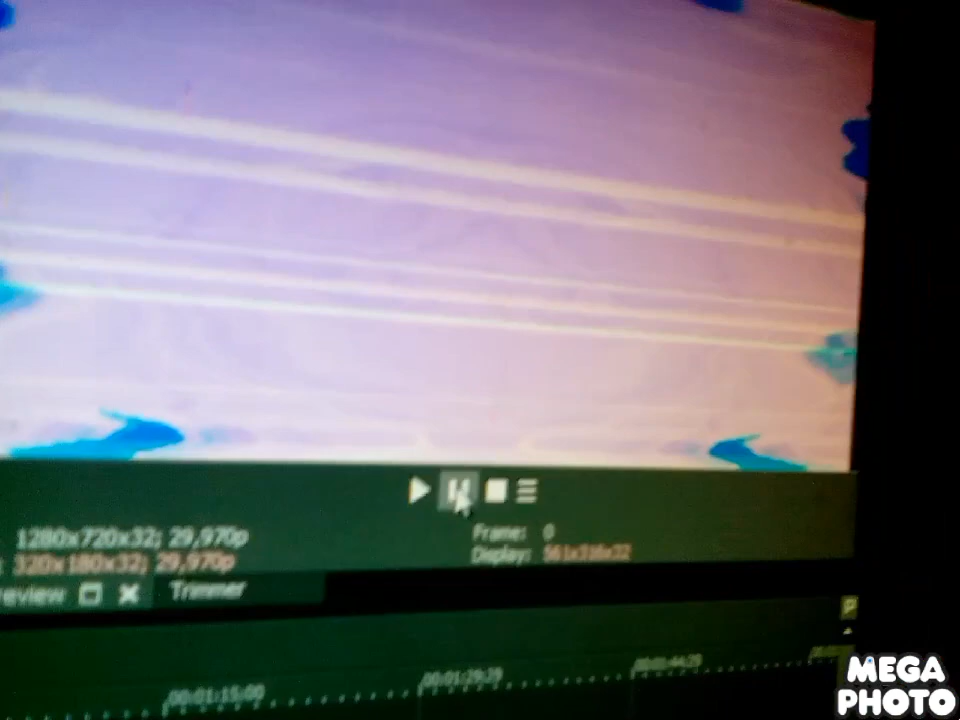 1280x720x32; 29,970p
Frame: 0
320x180x32; 29,970p
Display: 561x316x32
review
Trimmer
00:01:15:00
00:01:29:29
00:01:44:29
MEGA
PHOTO